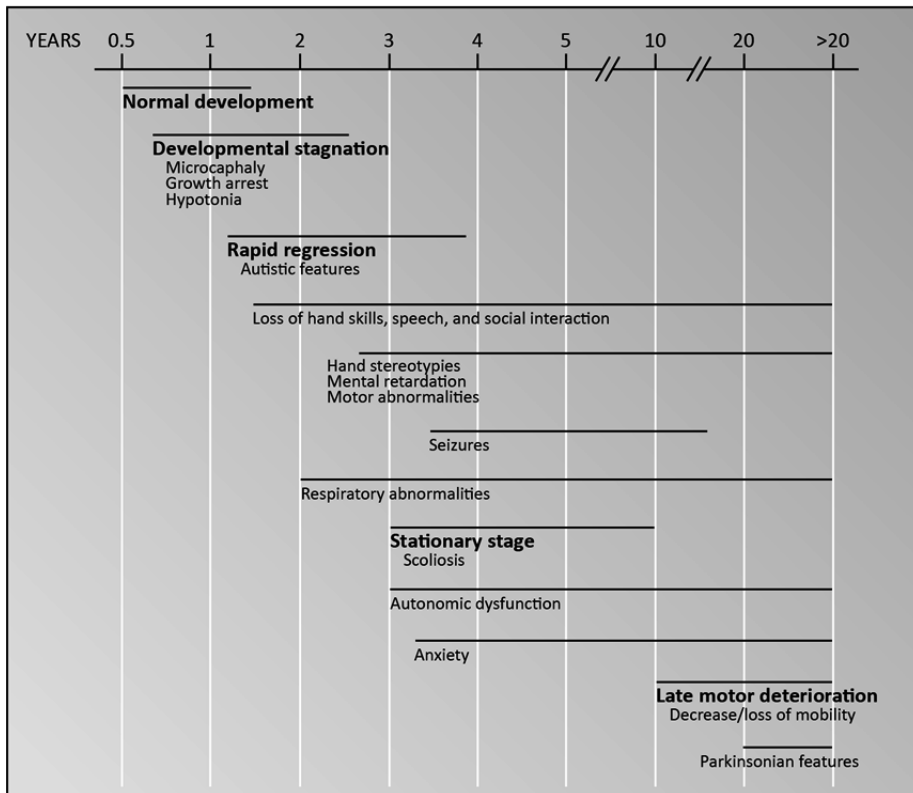 YEARS 0.5 1 2 3 4 5 10 20 >20
Normal development
Developmental stagnation
Microcaphaly
Growth arrest
Hypotonia
Rapid regression
Autistic features
Loss of hand skills, speech, and social interaction
Hand stereotypies
Mental retardation
Motor abnormalities
Seizures
Respiratory abnormalities
Stationary stage
Scoliosis
Autonomic dysfunction
Anxiety
Late motor deterioration
Decrease/loss of mobility
Parkinsonian features